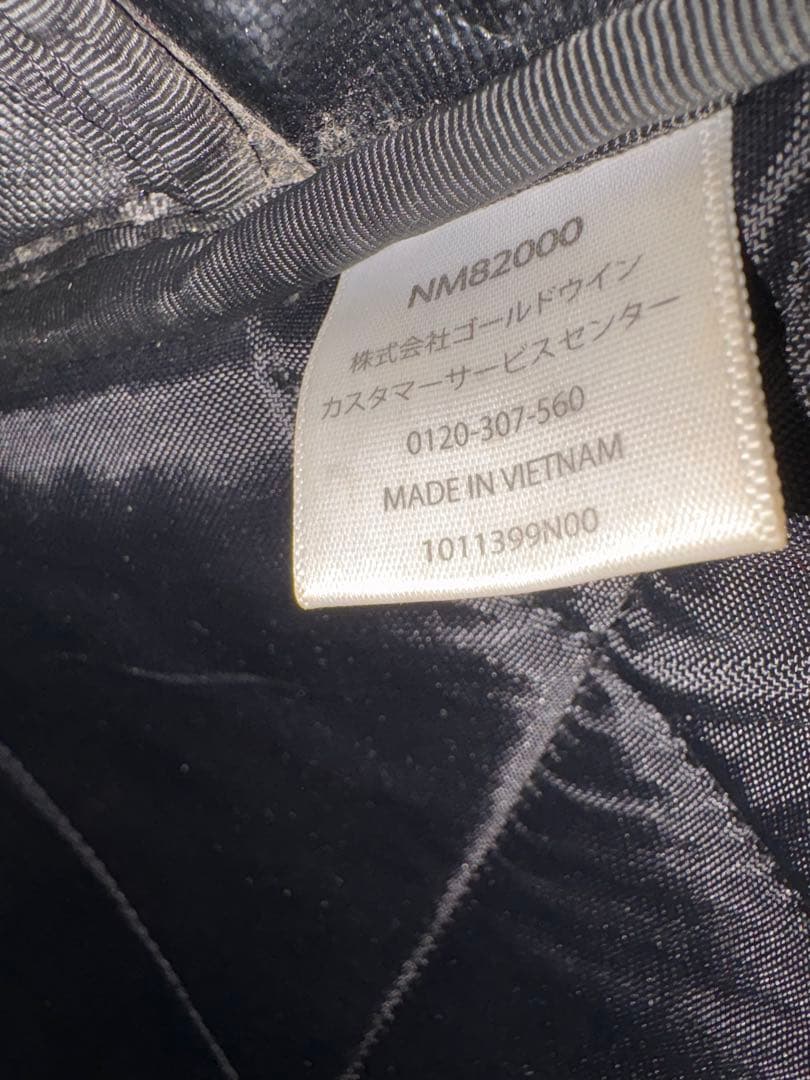 NM82000
株式会社ゴールドウイン
カスタマーサービスセンター
0120-307-560
MADE IN VIETNAM
1011399N00